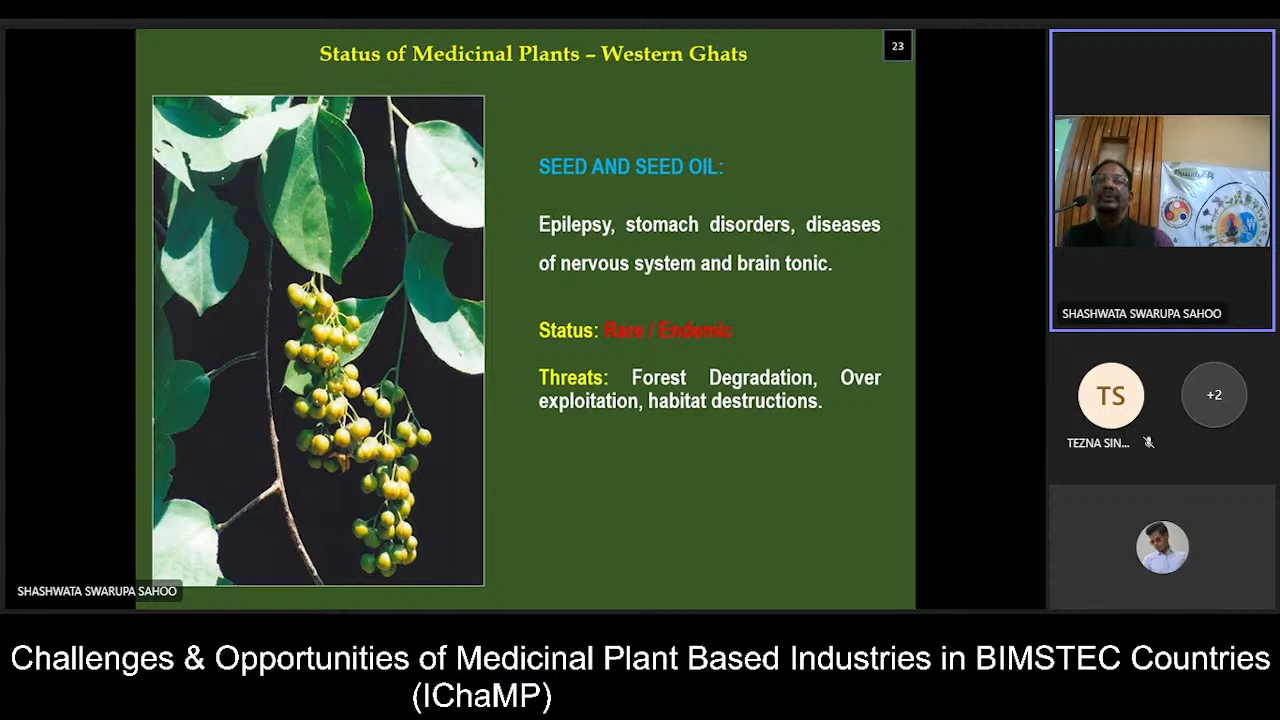 Status of Medicinal Plants – Western Ghats
23
SEED AND SEED OIL:
Epilepsy, stomach disorders, diseases
of nervous system and brain tonic.
Status: Rare / Endemic
Threats: Forest Degradation, Over
exploitation, habitat destructions.
SHASHWATA SWARUPA SAHOO
Presented by
SHASHWATA SWARUPA SAHOO
TS
+2
TEZNA SIN...
Challenges & Opportunities of Medicinal Plant Based Industries in BIMSTEC Countries
(IChaMP)